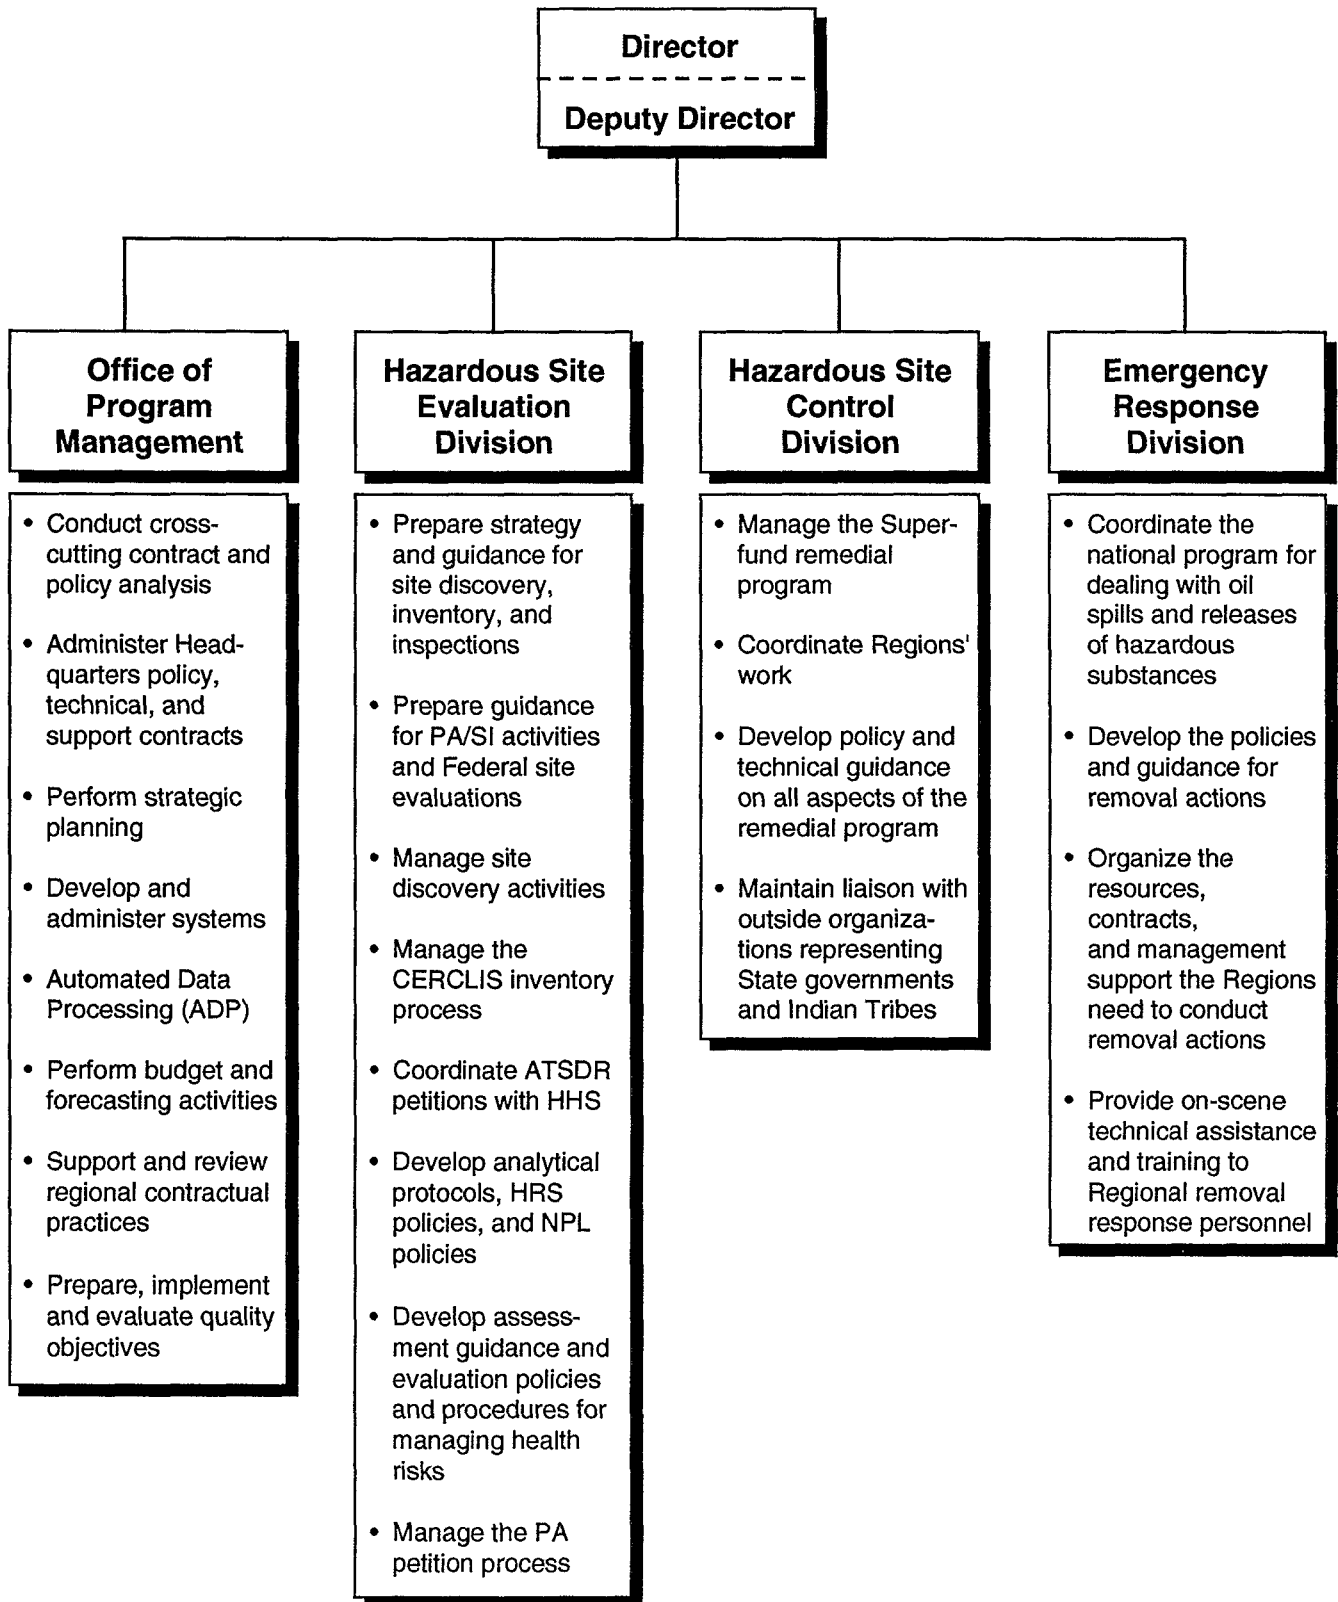 Director
Deputy Director
Office of
Program
Management
• Conduct cross-
cutting contract and
policy analysis
• Administer Head-
quarters policy,
technical, and
support contracts
• Perform strategic
planning
• Develop and
administer systems
• Automated Data
Processing (ADP)
• Perform budget and
forecasting activities
• Support and review
regional contractual
practices
• Prepare, implement
and evaluate quality
objectives
Hazardous Site
Evaluation
Division
• Prepare strategy
and guidance for
site discovery,
inventory, and
inspections
• Prepare guidance
for PA/SI activities
and Federal site
evaluations
• Manage site
discovery activities
• Manage the
CERCLIS inventory
process
• Coordinate ATSDR
petitions with HHS
• Develop analytical
protocols, HRS
policies, and NPL
policies
• Develop assess-
ment guidance and
evaluation policies
and procedures for
managing health
risks
• Manage the PA
petition process
Hazardous Site
Control
Division
• Manage the Super-
fund remedial
program
• Coordinate Regions'
work
• Develop policy and
technical guidance
on all aspects of the
remedial program
• Maintain liaison with
outside organiza-
tions representing
State governments
and Indian Tribes
Emergency
Response
Division
• Coordinate the
national program for
dealing with oil
spills and releases
of hazardous
substances
• Develop the policies
and guidance for
removal actions
• Organize the
resources,
contracts,
and management
support the Regions
need to conduct
removal actions
• Provide on-scene
technical assistance
and training to
Regional removal
response personnel